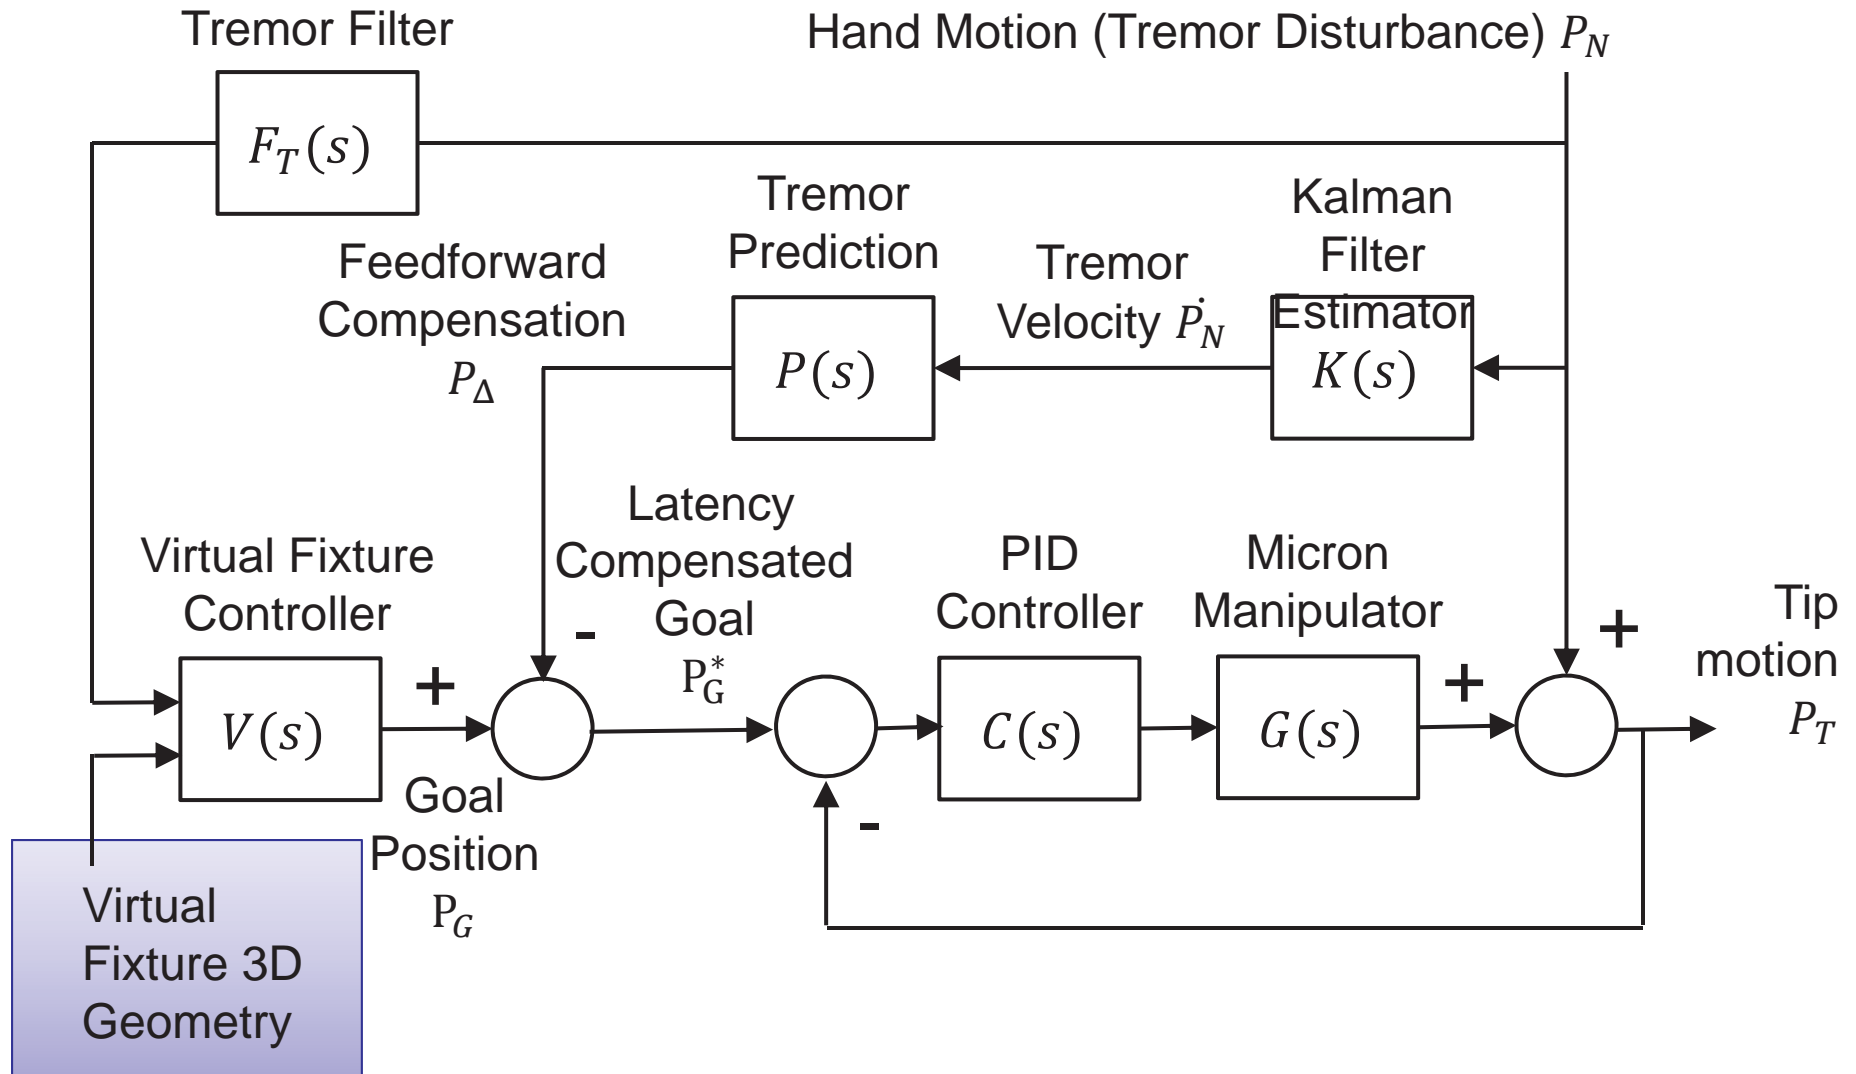 Tremor Filter
Hand Motion (Tremor Disturbance) P_N
F_T(s)
Tremor
Prediction
Kalman
Filter
Estimator
Feedforward
Compensation
P_Δ
Tremor
Velocity Ṗ_N
P(s)
K(s)
Latency
Compensated
Goal
P_G^*
Virtual Fixture
Controller
PID
Controller
Micron
Manipulator
Tip
motion
P_T
-
+
+
+
V(s)
C(s)
G(s)
-
Goal
Position
P_G
Virtual
Fixture 3D
Geometry